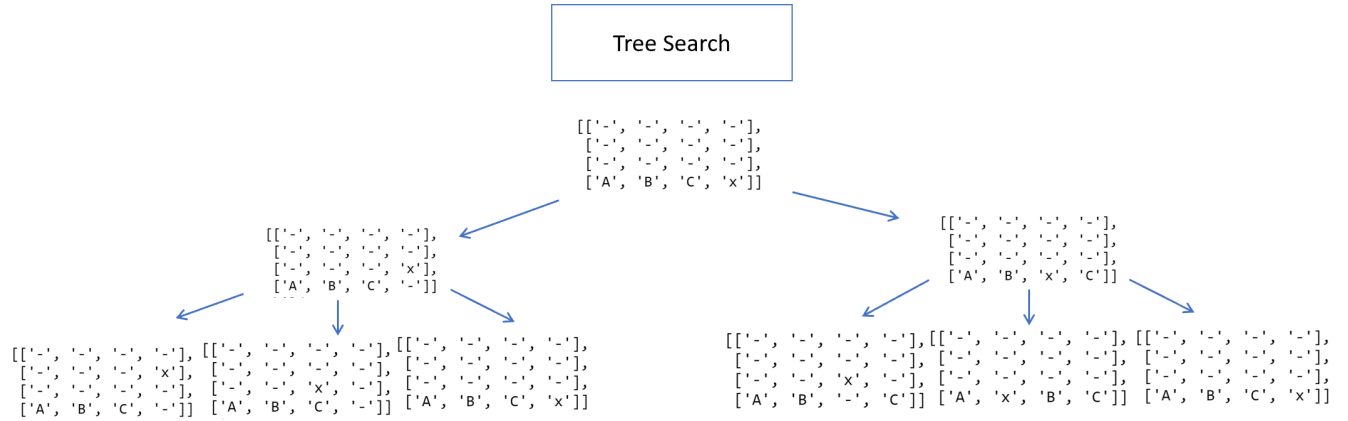 Tree Search
[['-', '-', '-', '-'],
['-', '-', '-', '-'],
['-', '-', '-', '-'],
['A', 'B', 'C', 'x']]
[['-', '-', '-', '-'],
['-', '-', '-', '-'],
['-', '-', '-', 'x'],
['A', 'B', 'C', '-']]
[['-', '-', '-', '-'],
['-', '-', '-', '-'],
['-', '-', '-', '-'],
['A', 'B', 'x', 'C']]
[['-', '-', '-', '-'],
['-', '-', '-', 'x'],
['-', '-', '-', '-'],
['A', 'B', 'C', '-']]
[['-', '-', '-', '-'],
['-', '-', '-', '-'],
['-', '-', 'x', '-'],
['A', 'B', 'C', '-']]
[['-', '-', '-', '-'],
['-', '-', '-', '-'],
['-', '-', '-', '-'],
['A', 'B', 'C', 'x']]
[['-', '-', '-', '-'],
['-', '-', '-', '-'],
['-', '-', 'x', '-'],
['A', 'B', '-', 'C']]
[['-', '-', '-', '-'],
['-', '-', '-', '-'],
['-', '-', '-', '-'],
['A', 'x', 'B', 'C']]
[['-', '-', '-', '-'],
['-', '-', '-', '-'],
['-', '-', '-', '-'],
['A', 'B', 'C', 'x']]